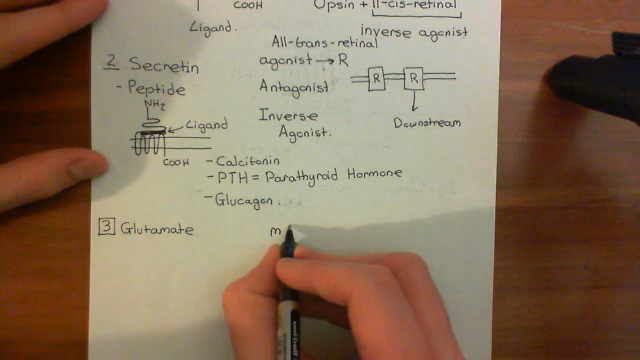 COOH
Opsin + 11-cis-retinal
Ligand.
inverse agonist
All-trans-retinal
2. Secretin
agonist → R
- Peptide
Antagonist
R R
NH2
Ligand
Inverse
Agonist.
Downstream
COOH
- Calcitonin
- PTH = Parathyroid Hormone
- Glucagon.
3 Glutamate
m